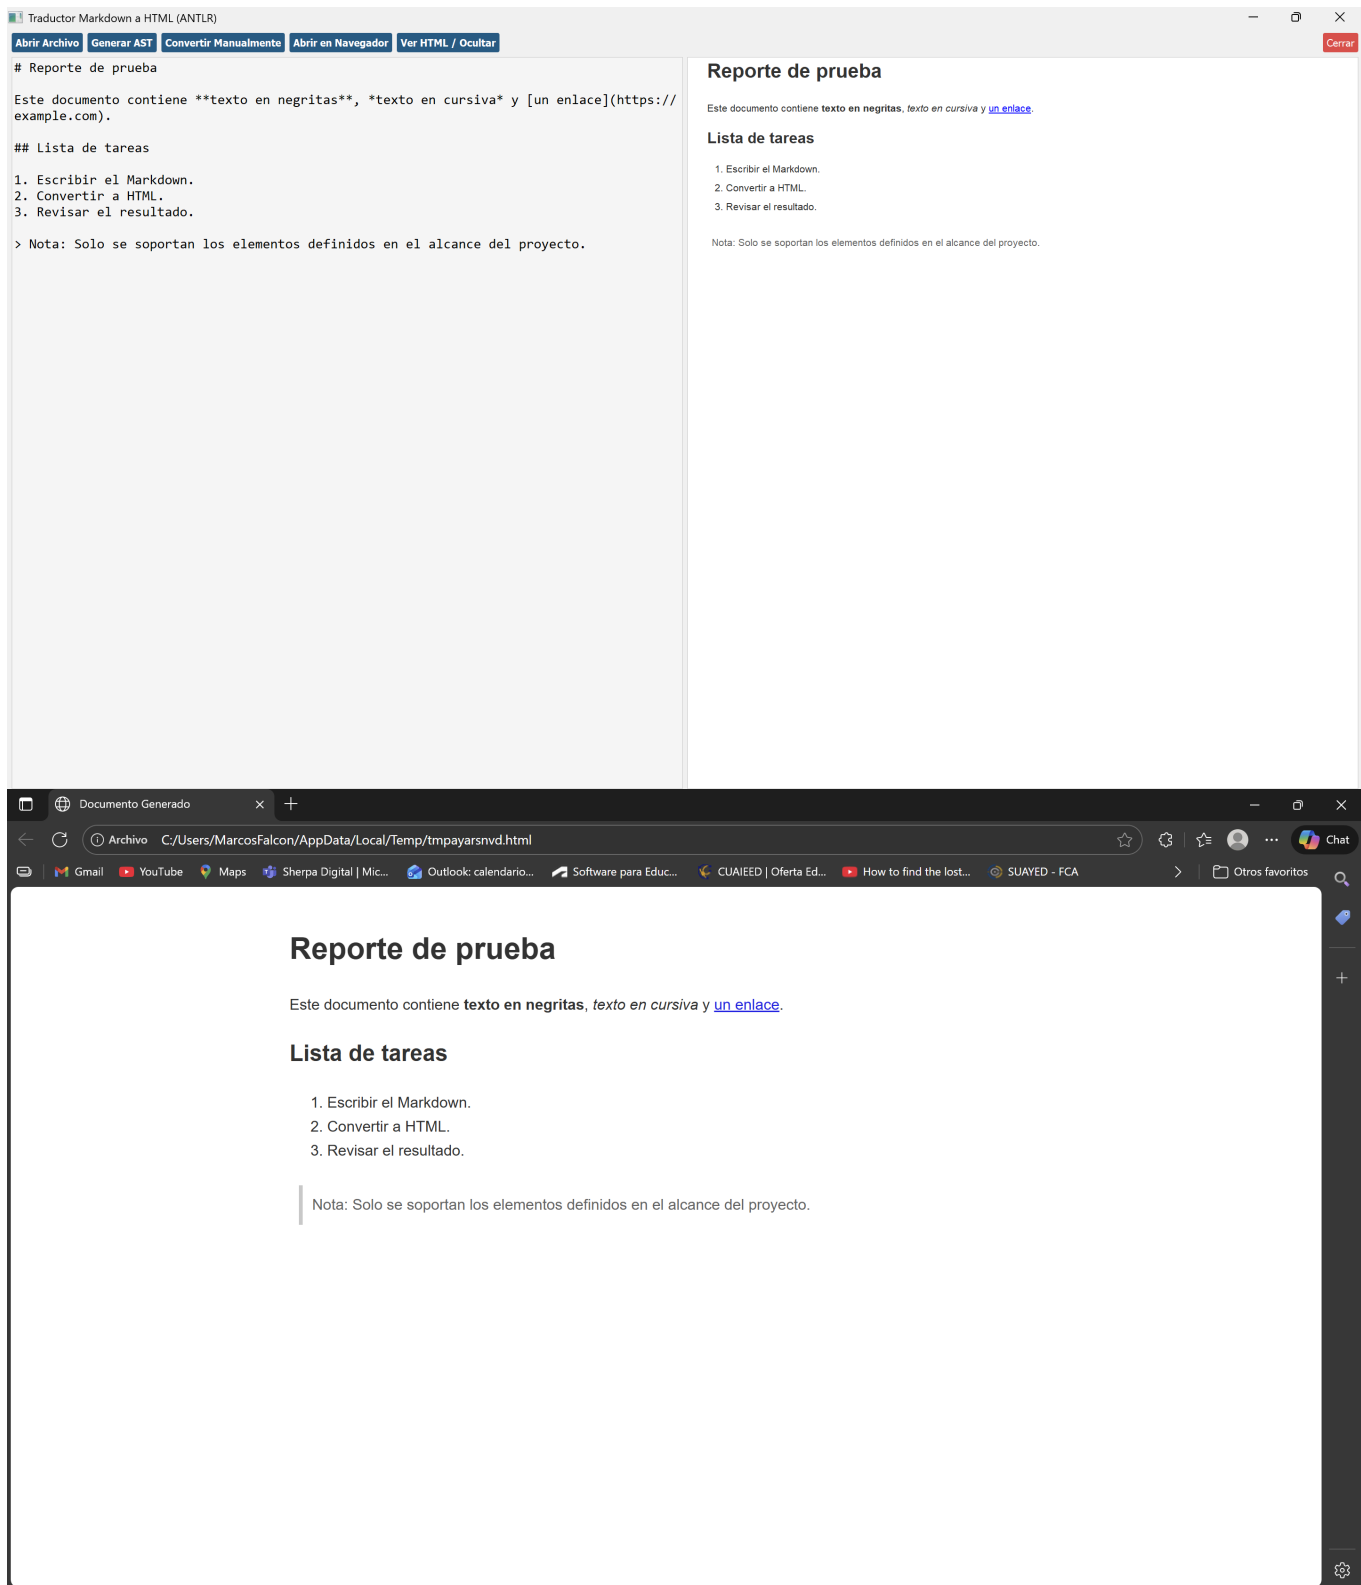 Traductor Markdown a HTML (ANTLR)
Abrir Archivo Generar AST Convertir Manualmente Abrir en Navegador Ver HTML / Ocultar Cerrar
# Reporte de prueba
Este documento contiene **texto en negritas**, *texto en cursiva* y [un enlace](https://
example.com).
## Lista de tareas
1. Escribir el Markdown.
2. Convertir a HTML.
3. Revisar el resultado.
> Nota: Solo se soportan los elementos definidos en el alcance del proyecto.
Reporte de prueba
Este documento contiene texto en negritas, texto en cursiva y un enlace.
Lista de tareas
1. Escribir el Markdown.
2. Convertir a HTML.
3. Revisar el resultado.
Nota: Solo se soportan los elementos definidos en el alcance del proyecto.
Documento Generado
Archivo C:/Users/MarcosFalcon/AppData/Local/Temp/tmpayarsnvd.html Chat
Gmail YouTube Maps Sherpa Digital | Mic... Outlook: calendario... Software para Educ... CUAIEED | Oferta Ed... How to find the lost... SUAYED - FCA Otros favoritos
Reporte de prueba
Este documento contiene texto en negritas, texto en cursiva y un enlace.
Lista de tareas
1. Escribir el Markdown.
2. Convertir a HTML.
3. Revisar el resultado.
Nota: Solo se soportan los elementos definidos en el alcance del proyecto.